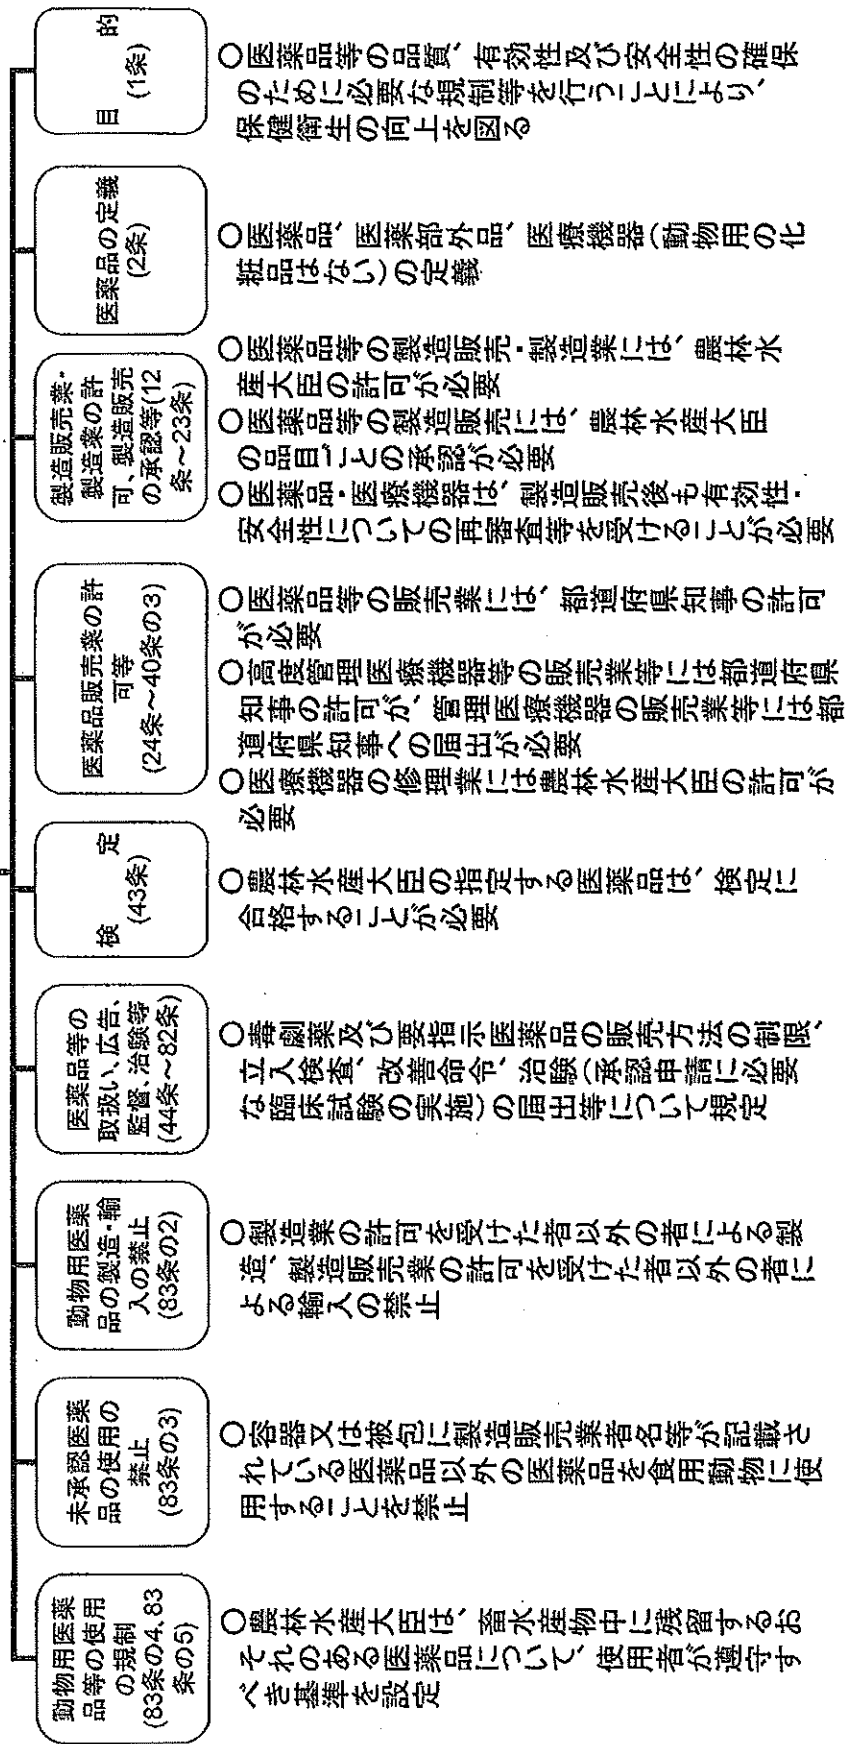 目　　的
(1条)
○医薬品等の品質、有効性及び安全性の確保
のために必要な規制等を行うことにより、
保健衛生の向上を図る
医薬品の定義
(2条)
○医薬品、医薬部外品、医療機器(動物用の化
粧品はない)の定義
製造販売業・
製造業の許
可、製造販売
の承認等(12
条～23条)
○医薬品等の製造販売・製造業には、農林水
産大臣の許可が必要
○医薬品等の製造販売には、農林水産大臣
の品目ごとの承認が必要
○医薬品・医療機器は、製造販売後も有効性・
安全性についての再審査等を受けることが必要
医薬品販売業の許
可等
(24条～40条の3)
○医薬品等の販売業には、都道府県知事の許可
が必要
○高度管理医療機器等の販売業等には都道府県
知事の許可が、管理医療機器の販売業等には都
道府県知事への届出が必要
○医療機器の修理業には農林水産大臣の許可が
必要
検　　定
(43条)
○農林水産大臣の指定する医薬品は、検定に
合格することが必要
医薬品等の
取扱い、広告、
監督、治験等
(44条～82条)
○毒劇薬及び要指示医薬品の販売方法の制限、
立入検査、改善命令、治験(承認申請に必要
な臨床試験の実施)の届出等について規定
動物用医薬
品の製造・輸
入の禁止
(83条の2)
○製造業の許可を受けた者以外の者による製
造、製造販売業の許可を受けた者以外の者に
よる輸入の禁止
未承認医薬
品の使用の
禁止
(83条の3)
○容器又は被包に製造販売業者名等が記載さ
れている医薬品以外の医薬品を食用動物に使
用することを禁止
動物用医薬
品等の使用
の規制
(83条の4,83
条の5)
○農林水産大臣は、畜水産物中に残留するお
それのある医薬品について、使用者が遵守す
べき基準を設定